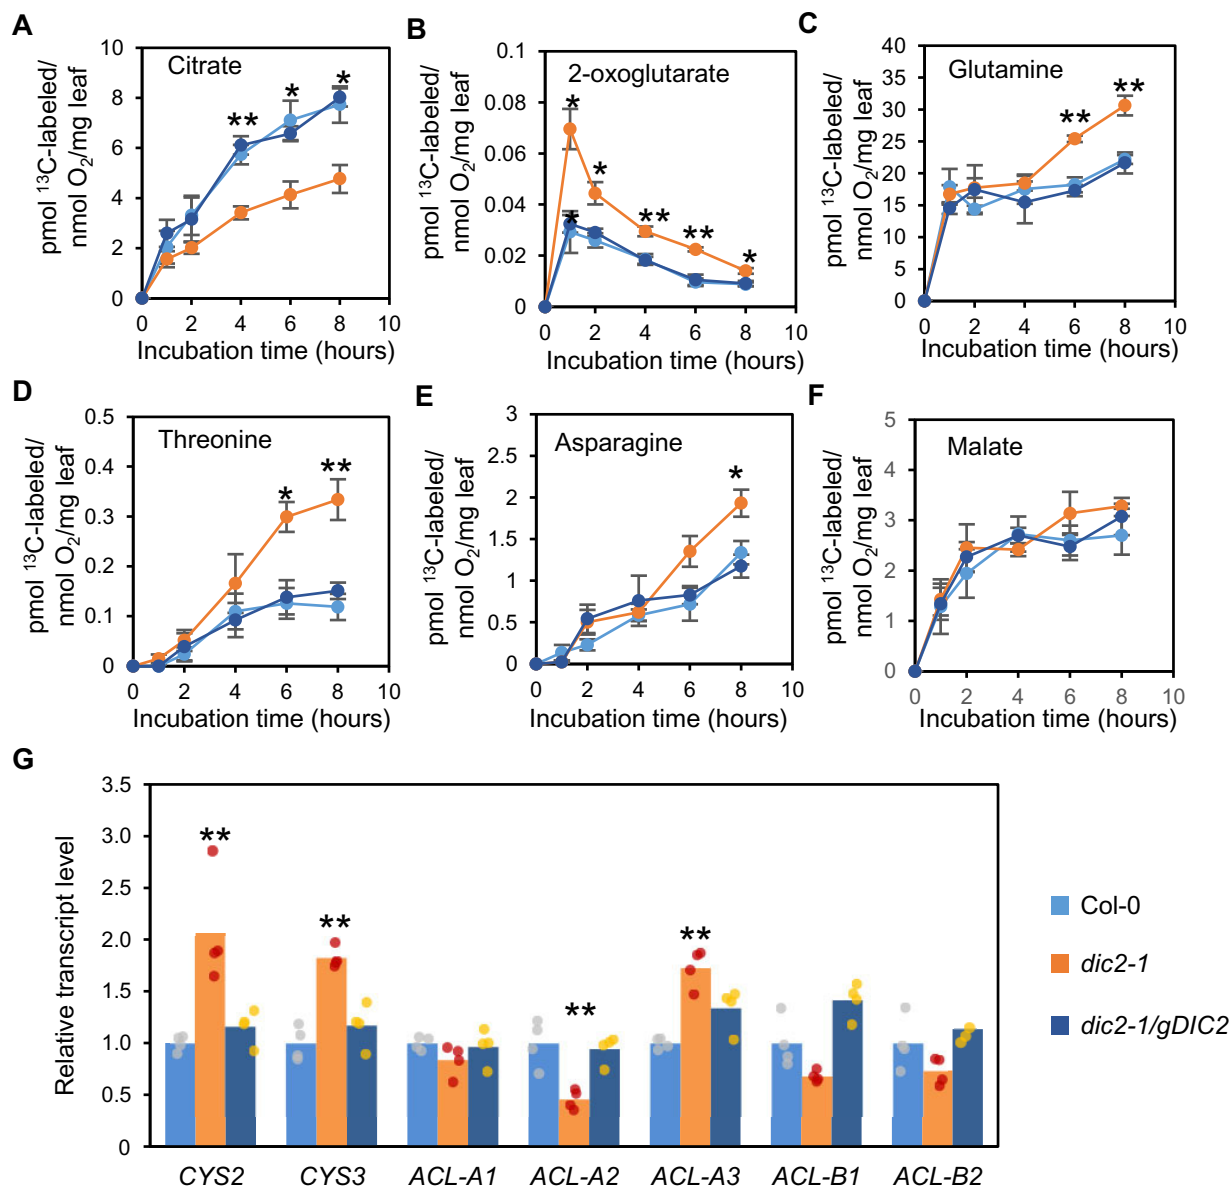 A
Citrate
pmol ¹³C-labeled/
nmol O₂/mg leaf
10
8
6
4
2
0
**
*
*
0 2 4 6 8 10
Incubation time (hours)
B
2-oxoglutarate
pmol ¹³C-labeled/
nmol O₂/mg leaf
0.1
0.08
0.06
0.04
0.02
0
*
*
*
**
**
*
0 2 4 6 8 10
Incubation time (hours)
C
Glutamine
pmol ¹³C-labeled/
nmol O₂/mg leaf
40
35
30
25
20
15
10
5
0
**
**
0 2 4 6 8 10
Incubation time (hours)
D
Threonine
pmol ¹³C-labeled/
nmol O₂/mg leaf
0.5
0.4
0.3
0.2
0.1
0
*
**
0 2 4 6 8 10
Incubation time (hours)
E
Asparagine
pmol ¹³C-labeled/
nmol O₂/mg leaf
3
2.5
2
1.5
1
0.5
0
*
0 2 4 6 8 10
Incubation time (hours)
F
Malate
pmol ¹³C-labeled/
nmol O₂/mg leaf
5
4
3
2
1
0
0 2 4 6 8 10
Incubation time (hours)
G
Relative transcript level
3.5
3.0
2.5
2.0
1.5
1.0
0.5
0
**
**
**
**
CYS2 CYS3 ACL-A1 ACL-A2 ACL-A3 ACL-B1 ACL-B2
Col-0
dic2-1
dic2-1/gDIC2